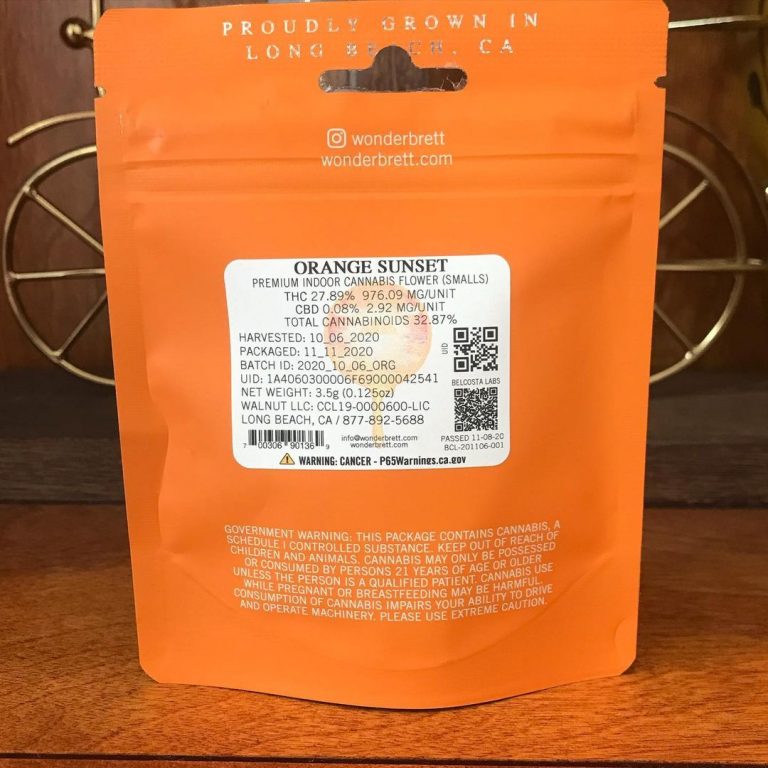 PROUDLY GROWN IN
LONG BEACH, CA
wonderbrett
wonderbrett.com
ORANGE SUNSET
PREMIUM INDOOR CANNABIS FLOWER (SMALLS)
THC 27.89% 976.09 MG/UNIT
CBD 0.08% 2.92 MG/UNIT
TOTAL CANNABINOIDS 32.87%
HARVESTED: 10_06_2020
PACKAGED: 11_11_2020
BATCH ID: 2020_10_06_ORG
UID: 1A4060300006F69000042541
NET WEIGHT: 3.5g (0.125oz)
WALNUT LLC: CCL19-0000600-LIC
LONG BEACH, CA / 877-892-5688
UID
BELCOSTA LABS
PASSED 11-08-20
BCL-201106-001
7 00306 90136 9
info@wonderbrett.com
wonderbrett.com
WARNING: CANCER - P65Warnings.ca.gov
GOVERNMENT WARNING: THIS PACKAGE CONTAINS CANNABIS, A
SCHEDULE I CONTROLLED SUBSTANCE. KEEP OUT OF REACH OF
CHILDREN AND ANIMALS. CANNABIS MAY ONLY BE POSSESSED
OR CONSUMED BY PERSONS 21 YEARS OF AGE OR OLDER
UNLESS THE PERSON IS A QUALIFIED PATIENT. CANNABIS USE
WHILE PREGNANT OR BREASTFEEDING MAY BE HARMFUL.
CONSUMPTION OF CANNABIS IMPAIRS YOUR ABILITY TO DRIVE
AND OPERATE MACHINERY. PLEASE USE EXTREME CAUTION.